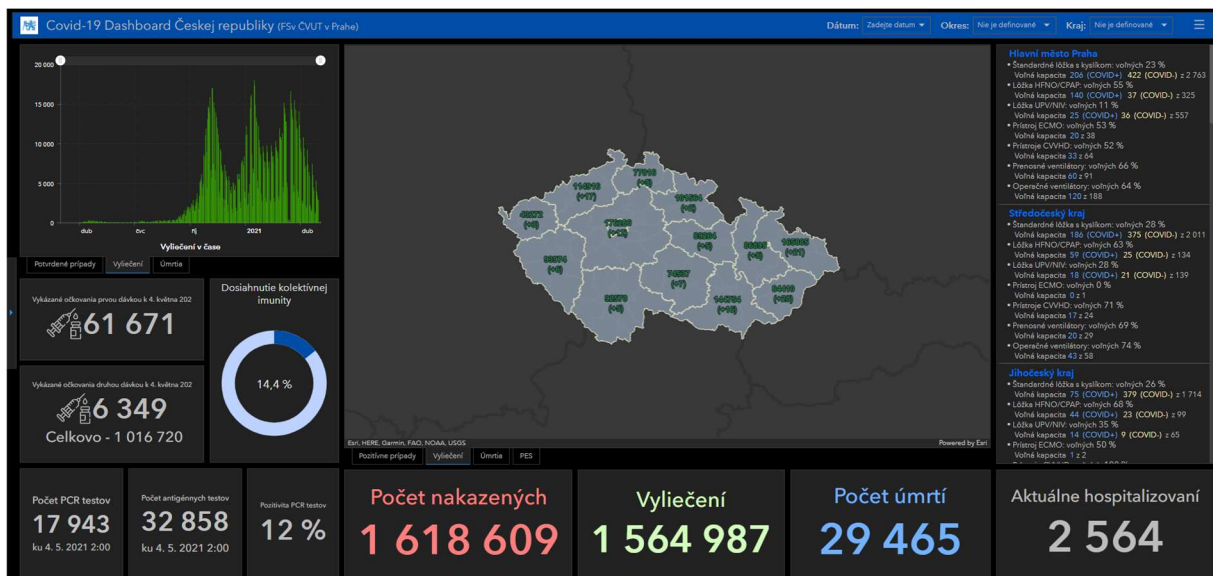 Covid-19 Dashboard Českej republiky (FSv ČVUT v Prahe)
Dátum: Zadejte datum
Okres: Nie je definované
Kraj: Nie je definované
20 000
15 000
10 000
5 000
0
dub
čvc
říj
2021
dub
Vyliečení v čase
Potvrdené prípady
Vyliečení
Úmrtia
Vykázané očkovania prvou dávkou k 4. května 202
61 671
Vykázané očkovania druhou dávkou k 4. května 202
6 349
Celkovo - 1 016 720
Dosiahnutie kolektívnej
imunity
14,4 %
Esri, HERE, Garmin, FAO, NOAA, USGS
Powered by Esri
Pozitívne prípady
Vyliečení
Úmrtia
PES
Hlavní město Praha
• Štandardné lôžka s kyslíkom: voľných 23 %
Voľná kapacita 206 (COVID+) 422 (COVID-) z 2 763
• Lôžka HFNO/CPAP: voľných 55 %
Voľná kapacita 140 (COVID+) 37 (COVID-) z 325
• Lôžka UPV/NIV: voľných 11 %
Voľná kapacita 25 (COVID+) 36 (COVID-) z 557
• Prístroj ECMO: voľných 53 %
Voľná kapacita 20 z 38
• Prístroje CVVHD: voľných 52 %
Voľná kapacita 33 z 64
• Prenosné ventilátory: voľných 66 %
Voľná kapacita 60 z 91
• Operačné ventilátory: voľných 64 %
Voľná kapacita 120 z 188
Středočeský kraj
• Štandardné lôžka s kyslíkom: voľných 28 %
Voľná kapacita 186 (COVID+) 375 (COVID-) z 2 011
• Lôžka HFNO/CPAP: voľných 63 %
Voľná kapacita 59 (COVID+) 25 (COVID-) z 134
• Lôžka UPV/NIV: voľných 28 %
Voľná kapacita 18 (COVID+) 21 (COVID-) z 139
• Prístroj ECMO: voľných 0 %
Voľná kapacita 0 z 1
• Prístroje CVVHD: voľných 71 %
Voľná kapacita 17 z 24
• Prenosné ventilátory: voľných 69 %
Voľná kapacita 20 z 29
• Operačné ventilátory: voľných 74 %
Voľná kapacita 43 z 58
Jihočeský kraj
• Štandardné lôžka s kyslíkom: voľných 26 %
Voľná kapacita 75 (COVID+) 379 (COVID-) z 1 714
• Lôžka HFNO/CPAP: voľných 68 %
Voľná kapacita 44 (COVID+) 23 (COVID-) z 99
• Lôžka UPV/NIV: voľných 35 %
Voľná kapacita 14 (COVID+) 9 (COVID-) z 65
• Prístroj ECMO: voľných 50 %
Voľná kapacita 1 z 2
Počet PCR testov
17 943
ku 4. 5. 2021 2:00
Počet antigénnych testov
32 858
ku 4. 5. 2021 2:00
Pozitivita PCR testov
12 %
Počet nakazených
1 618 609
Vyliečení
1 564 987
Počet úmrtí
29 465
Aktuálne hospitalizovaní
2 564